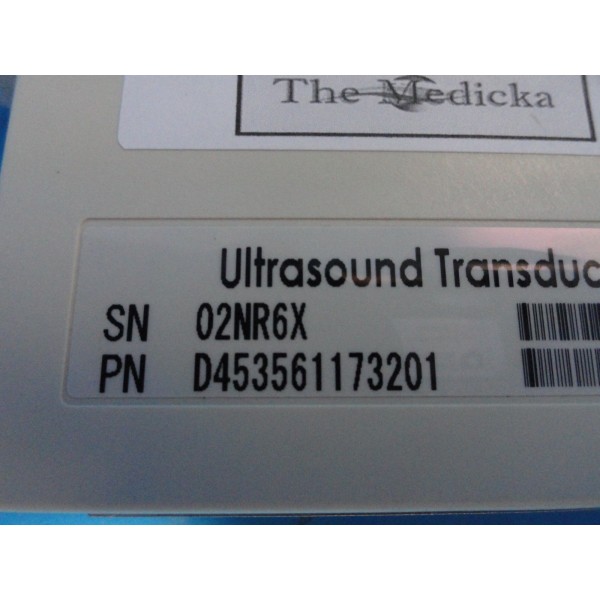 The Medicka
Ultrasound Transduc
SN 02NR6X
PN D453561173201